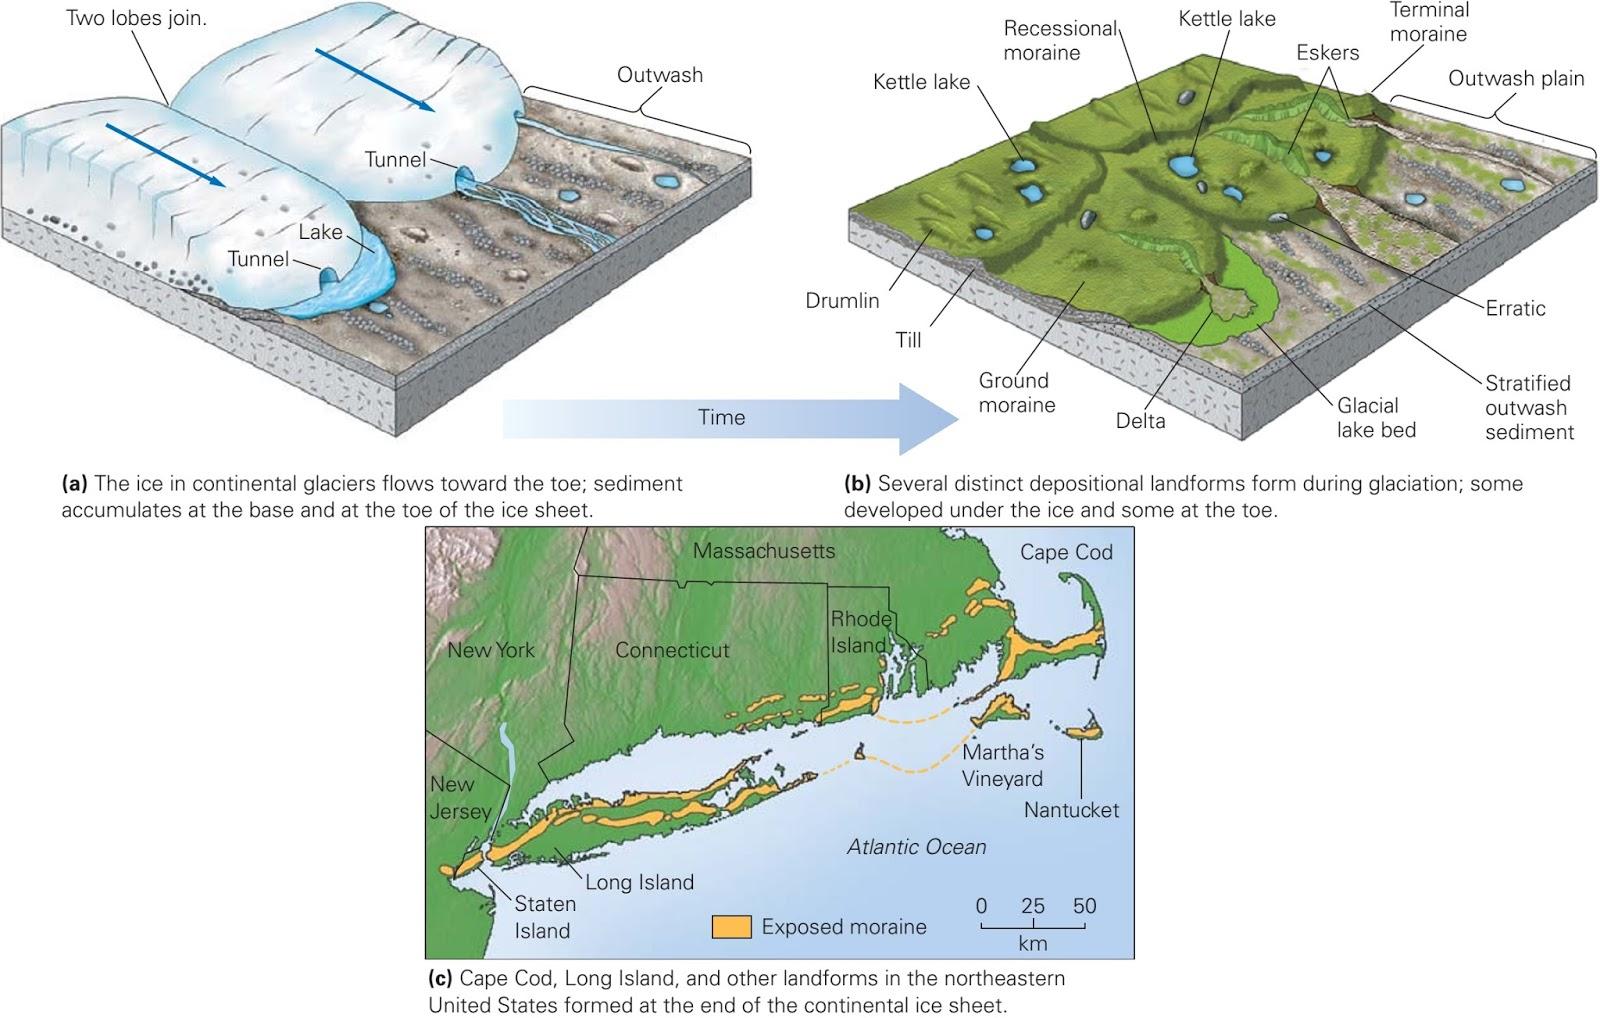 Two lobes join.
Outwash
Tunnel
Lake
Tunnel
Recessional
moraine
Kettle lake
Terminal
moraine
Eskers
Kettle lake
Outwash plain
Drumlin
Till
Ground
moraine
Delta
Glacial
lake bed
Erratic
Stratified
outwash
sediment
Time
(a) The ice in continental glaciers flows toward the toe; sediment
accumulates at the base and at the toe of the ice sheet.
(b) Several distinct depositional landforms form during glaciation; some
developed under the ice and some at the toe.
Massachusetts
Cape Cod
Rhode
Island
New York
Connecticut
New
Jersey
Martha's
Vineyard
Nantucket
Atlantic Ocean
Long Island
Staten
Island
Exposed moraine
0 25 50
km
(c) Cape Cod, Long Island, and other landforms in the northeastern
United States formed at the end of the continental ice sheet.